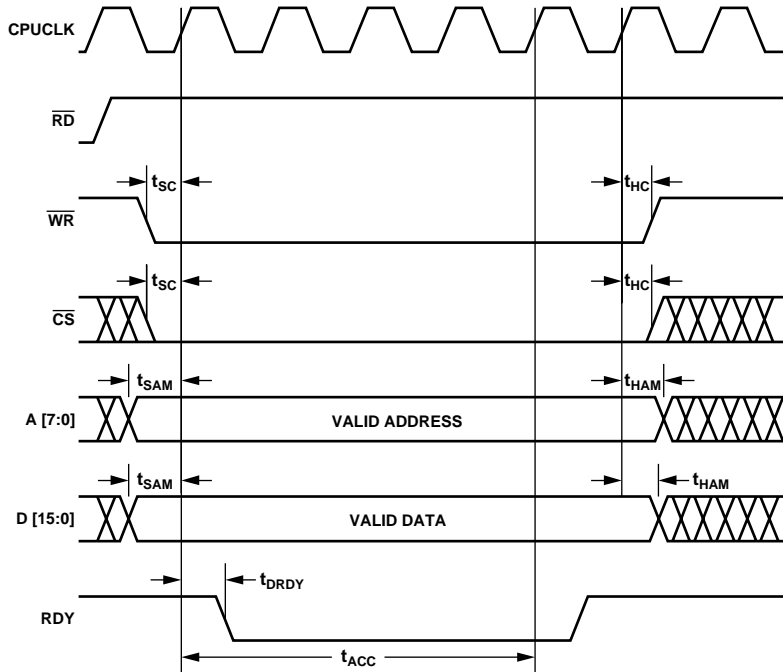 CPUCLK
RD
tSC tHC
WR
tSC tHC
CS
tSAM tHAM
A [7:0] VALID ADDRESS
tSAM tHAM
D [15:0] VALID DATA
tDRDY
RDY
tACC